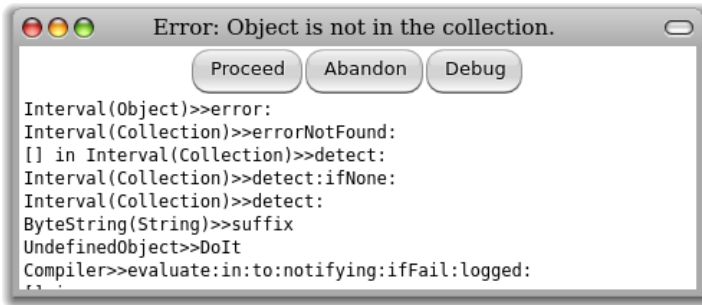 Error: Object is not in the collection.
Proceed Abandon Debug
Interval(Object)>>error:
Interval(Collection)>>errorNotFound:
[] in Interval(Collection)>>detect:
Interval(Collection)>>detect:ifNone:
Interval(Collection)>>detect:
ByteString(String)>>suffix
UndefinedObject>>DoIt
Compiler>>evaluate:in:to:notifying:ifFail:logged: